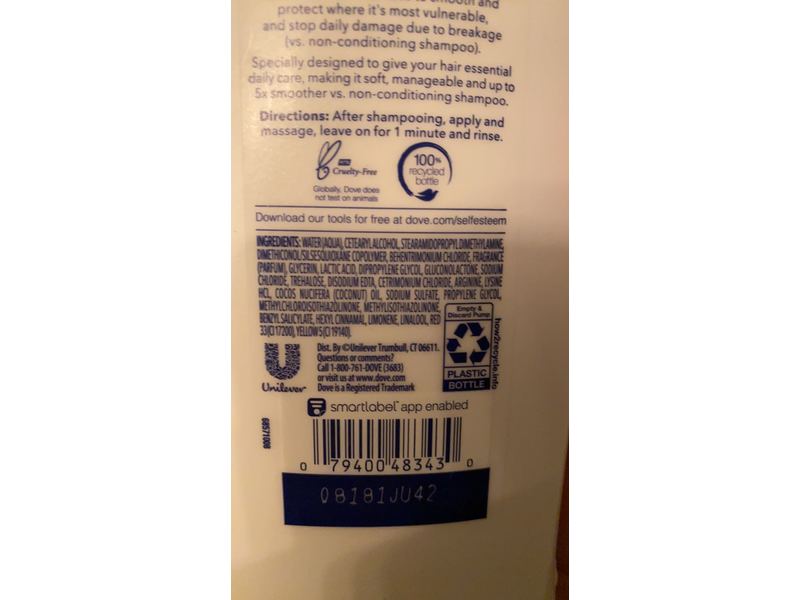 to smooth and
protect where it's most vulnerable,
and stop daily damage due to breakage
(vs. non-conditioning shampoo).
Specially designed to give your hair essential
daily care, making it soft, manageable and up to
5x smoother vs. non-conditioning shampoo.
Directions: After shampooing, apply and
massage, leave on for 1 minute and rinse.
Cruelty-Free
Globally, Dove does
not test on animals
100%
recycled
bottle
Download our tools for free at dove.com/selfesteem
INGREDIENTS: WATER (AQUA), CETEARYL ALCOHOL, STEARAMIDOPROPYL DIMETHYLAMINE,
DIMETHICONOL/SILSESQUIOXANE COPOLYMER, BEHENTRIMONIUM CHLORIDE, FRAGRANCE
(PARFUM), GLYCERIN, LACTIC ACID, DIPROPYLENE GLYCOL, GLUCONOLACTONE, SODIUM
CHLORIDE, TREHALOSE, DISODIUM EDTA, CETRIMONIUM CHLORIDE, ARGININE, LYSINE
HCL, COCOS NUCIFERA (COCONUT) OIL, SODIUM SULFATE, PROPYLENE GLYCOL,
METHYLCHLOROISOTHIAZOLINONE, METHYLISOTHIAZOLINONE,
BENZYL SALICYLATE, HEXYL CINNAMAL, LIMONENE, LINALOOL, RED
33(CI 17200), YELLOW 5 (CI 19140).
Empty &
Discard Pump
PLASTIC
BOTTLE
how2recycle.info
Unilever
Dist. By ©Unilever Trumbull, CT 06611.
Questions or comments?
Call 1-800-761-DOVE (3683)
or visit us at www.dove.com
Dove is a Registered Trademark
smartlabel™ app enabled
68571008
0 79400 48343 0
08181JU42